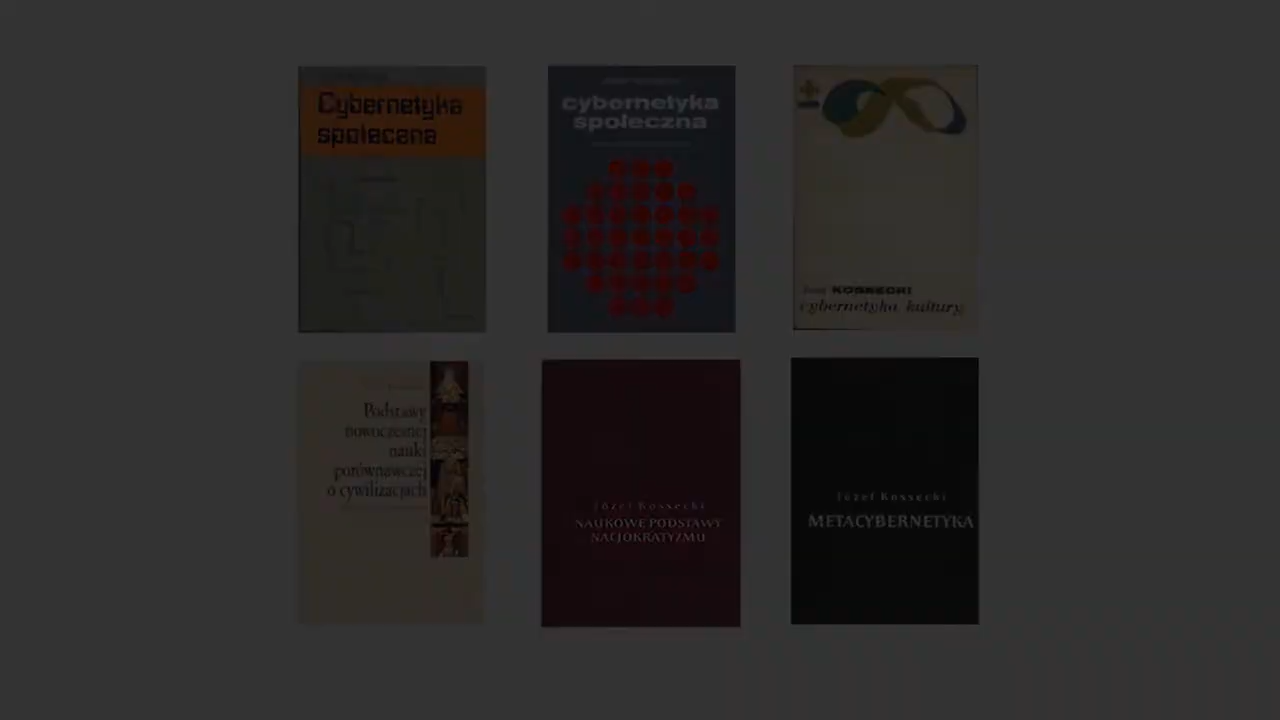 Cybernetyka
społeczna
cybernetyka
społeczna
Józef KOSSECKI
cybernetyka kultury
Podstawy
nowoczesnej
nauki
porównawczej
o cywilizacjach
Józef Kossecki
NAUKOWE PODSTAWY
NACJOKRATYZMU
Józef Kossecki
METACYBERNETYKA